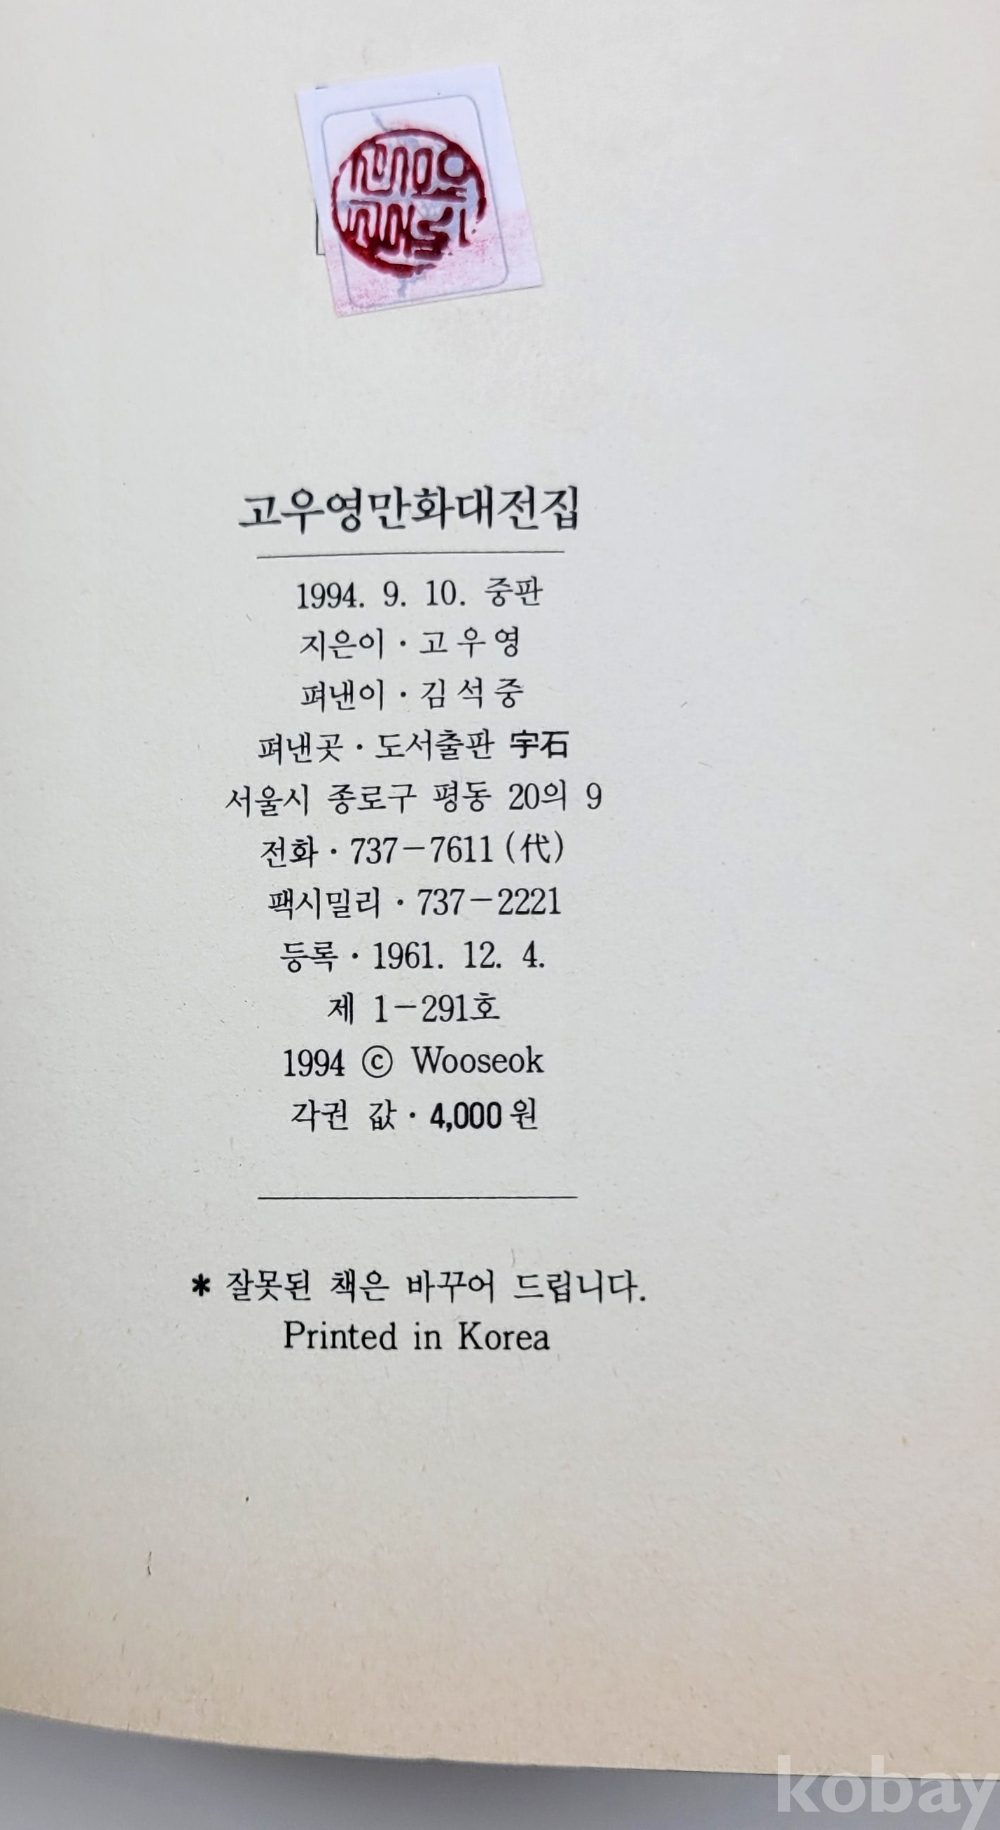 고우영만화대전집
1994. 9. 10. 중판
지은이·고우영
펴낸이·김석중
펴낸곳·도서출판 宇石
서울시 종로구 평동 20의 9
전화·737-7611(代)
팩시밀리·737-2221
등록·1961. 12. 4.
제 1-291호
1994 ⓒ Wooseok
각권 값·4,000원
* 잘못된 책은 바꾸어 드립니다.
Printed in Korea
kobay